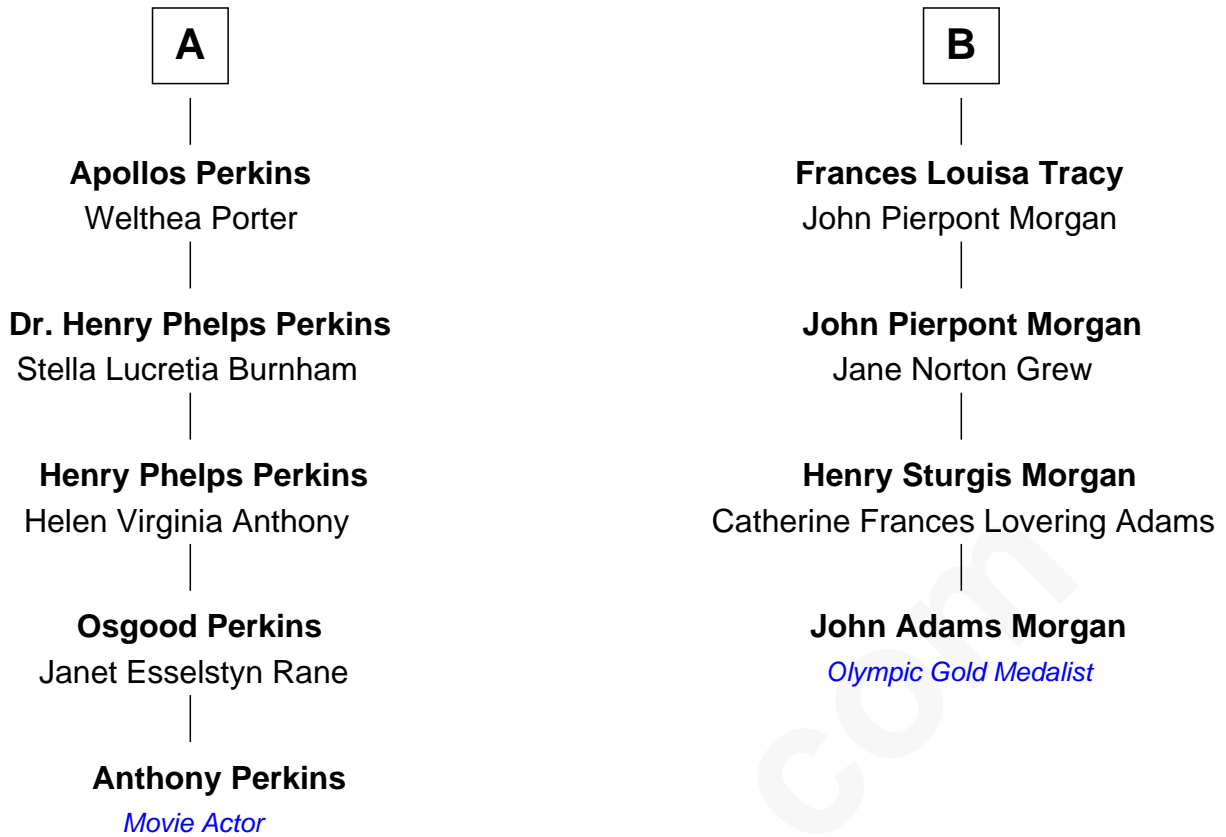 A
Apollos Perkins
Welthea Porter
Dr. Henry Phelps Perkins
Stella Lucretia Burnham
Henry Phelps Perkins
Helen Virginia Anthony
Osgood Perkins
Janet Esselstyn Rane
Anthony Perkins
Movie Actor
B
Frances Louisa Tracy
John Pierpont Morgan
John Pierpont Morgan
Jane Norton Grew
Henry Sturgis Morgan
Catherine Frances Lovering Adams
John Adams Morgan
Olympic Gold Medalist
com